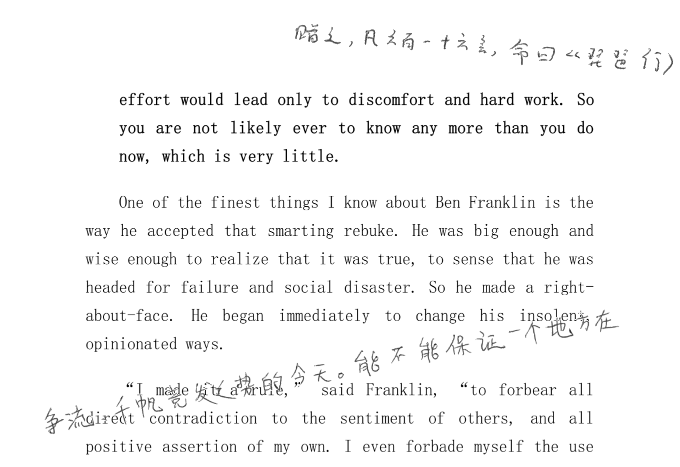 赠之，凡六百一十六言，命曰《琵琶行》
effort would lead only to discomfort and hard work. So
you are not likely ever to know any more than you do
now, which is very little.
One of the finest things I know about Ben Franklin is the
way he accepted that smarting rebuke. He was big enough and
wise enough to realize that it was true, to sense that he was
headed for failure and social disaster. So he made a right-
about-face. He began immediately to change his insolent,
opinionated ways.
争流、千帆竞发势的今天。能不能保证一个地方在
“I made it a rule,” said Franklin, “to forbear all
direct contradiction to the sentiment of others, and all
positive assertion of my own. I even forbade myself the use